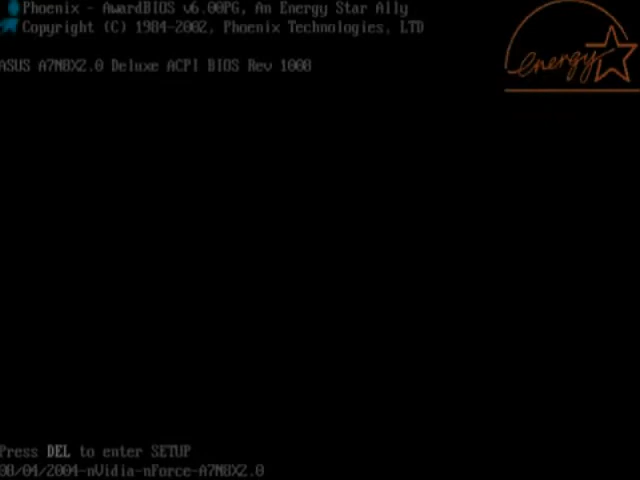 Phoenix - AwardBIOS v6.00PG, An Energy Star Ally
Copyright (C) 1984-2002, Phoenix Technologies, LTD
energy
ASUS A7N8X2.0 Deluxe ACPI BIOS Rev 1008
Press DEL to enter SETUP
08/04/2004-nVidia-nForce-A7N8X2.0